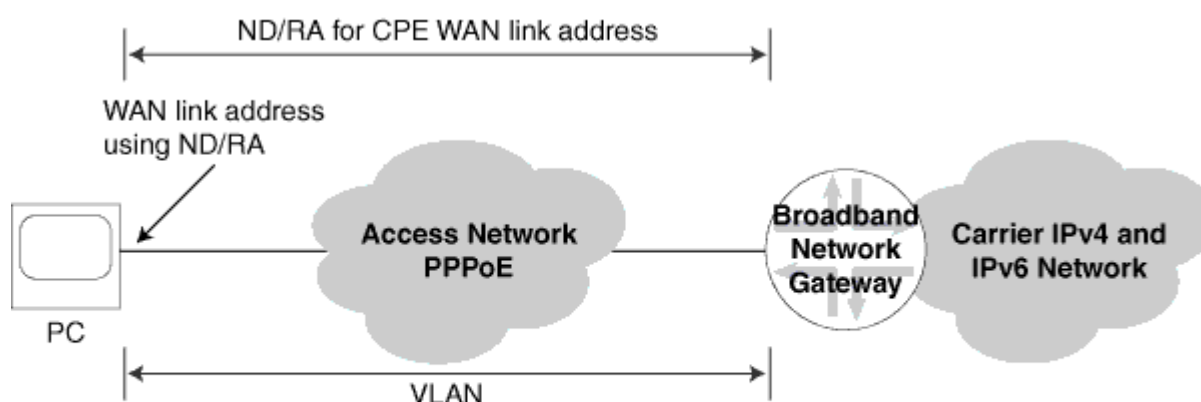 ND/RA for CPE WAN link address
WAN link address
using ND/RA
Access Network
PPPoE
Broadband
Network
Gateway
Carrier IPv4 and
IPv6 Network
PC
VLAN